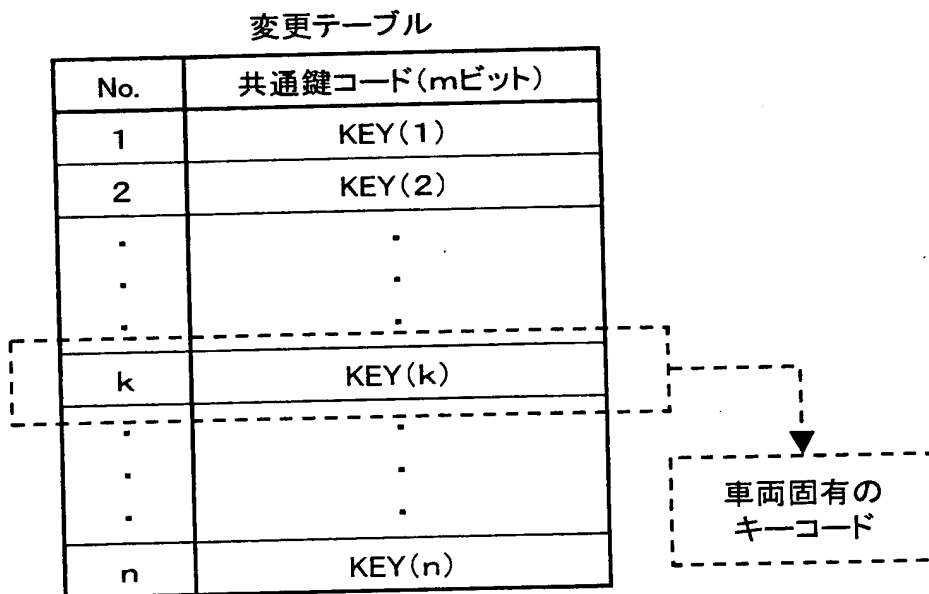 変更テーブル
No. 共通鍵コード(mビット)
1 KEY(1)
2 KEY(2)
・ ・
・ ・
・ ・
k KEY(k)
・ ・
・ ・
・ ・
n KEY(n)
車両固有の
キーコード